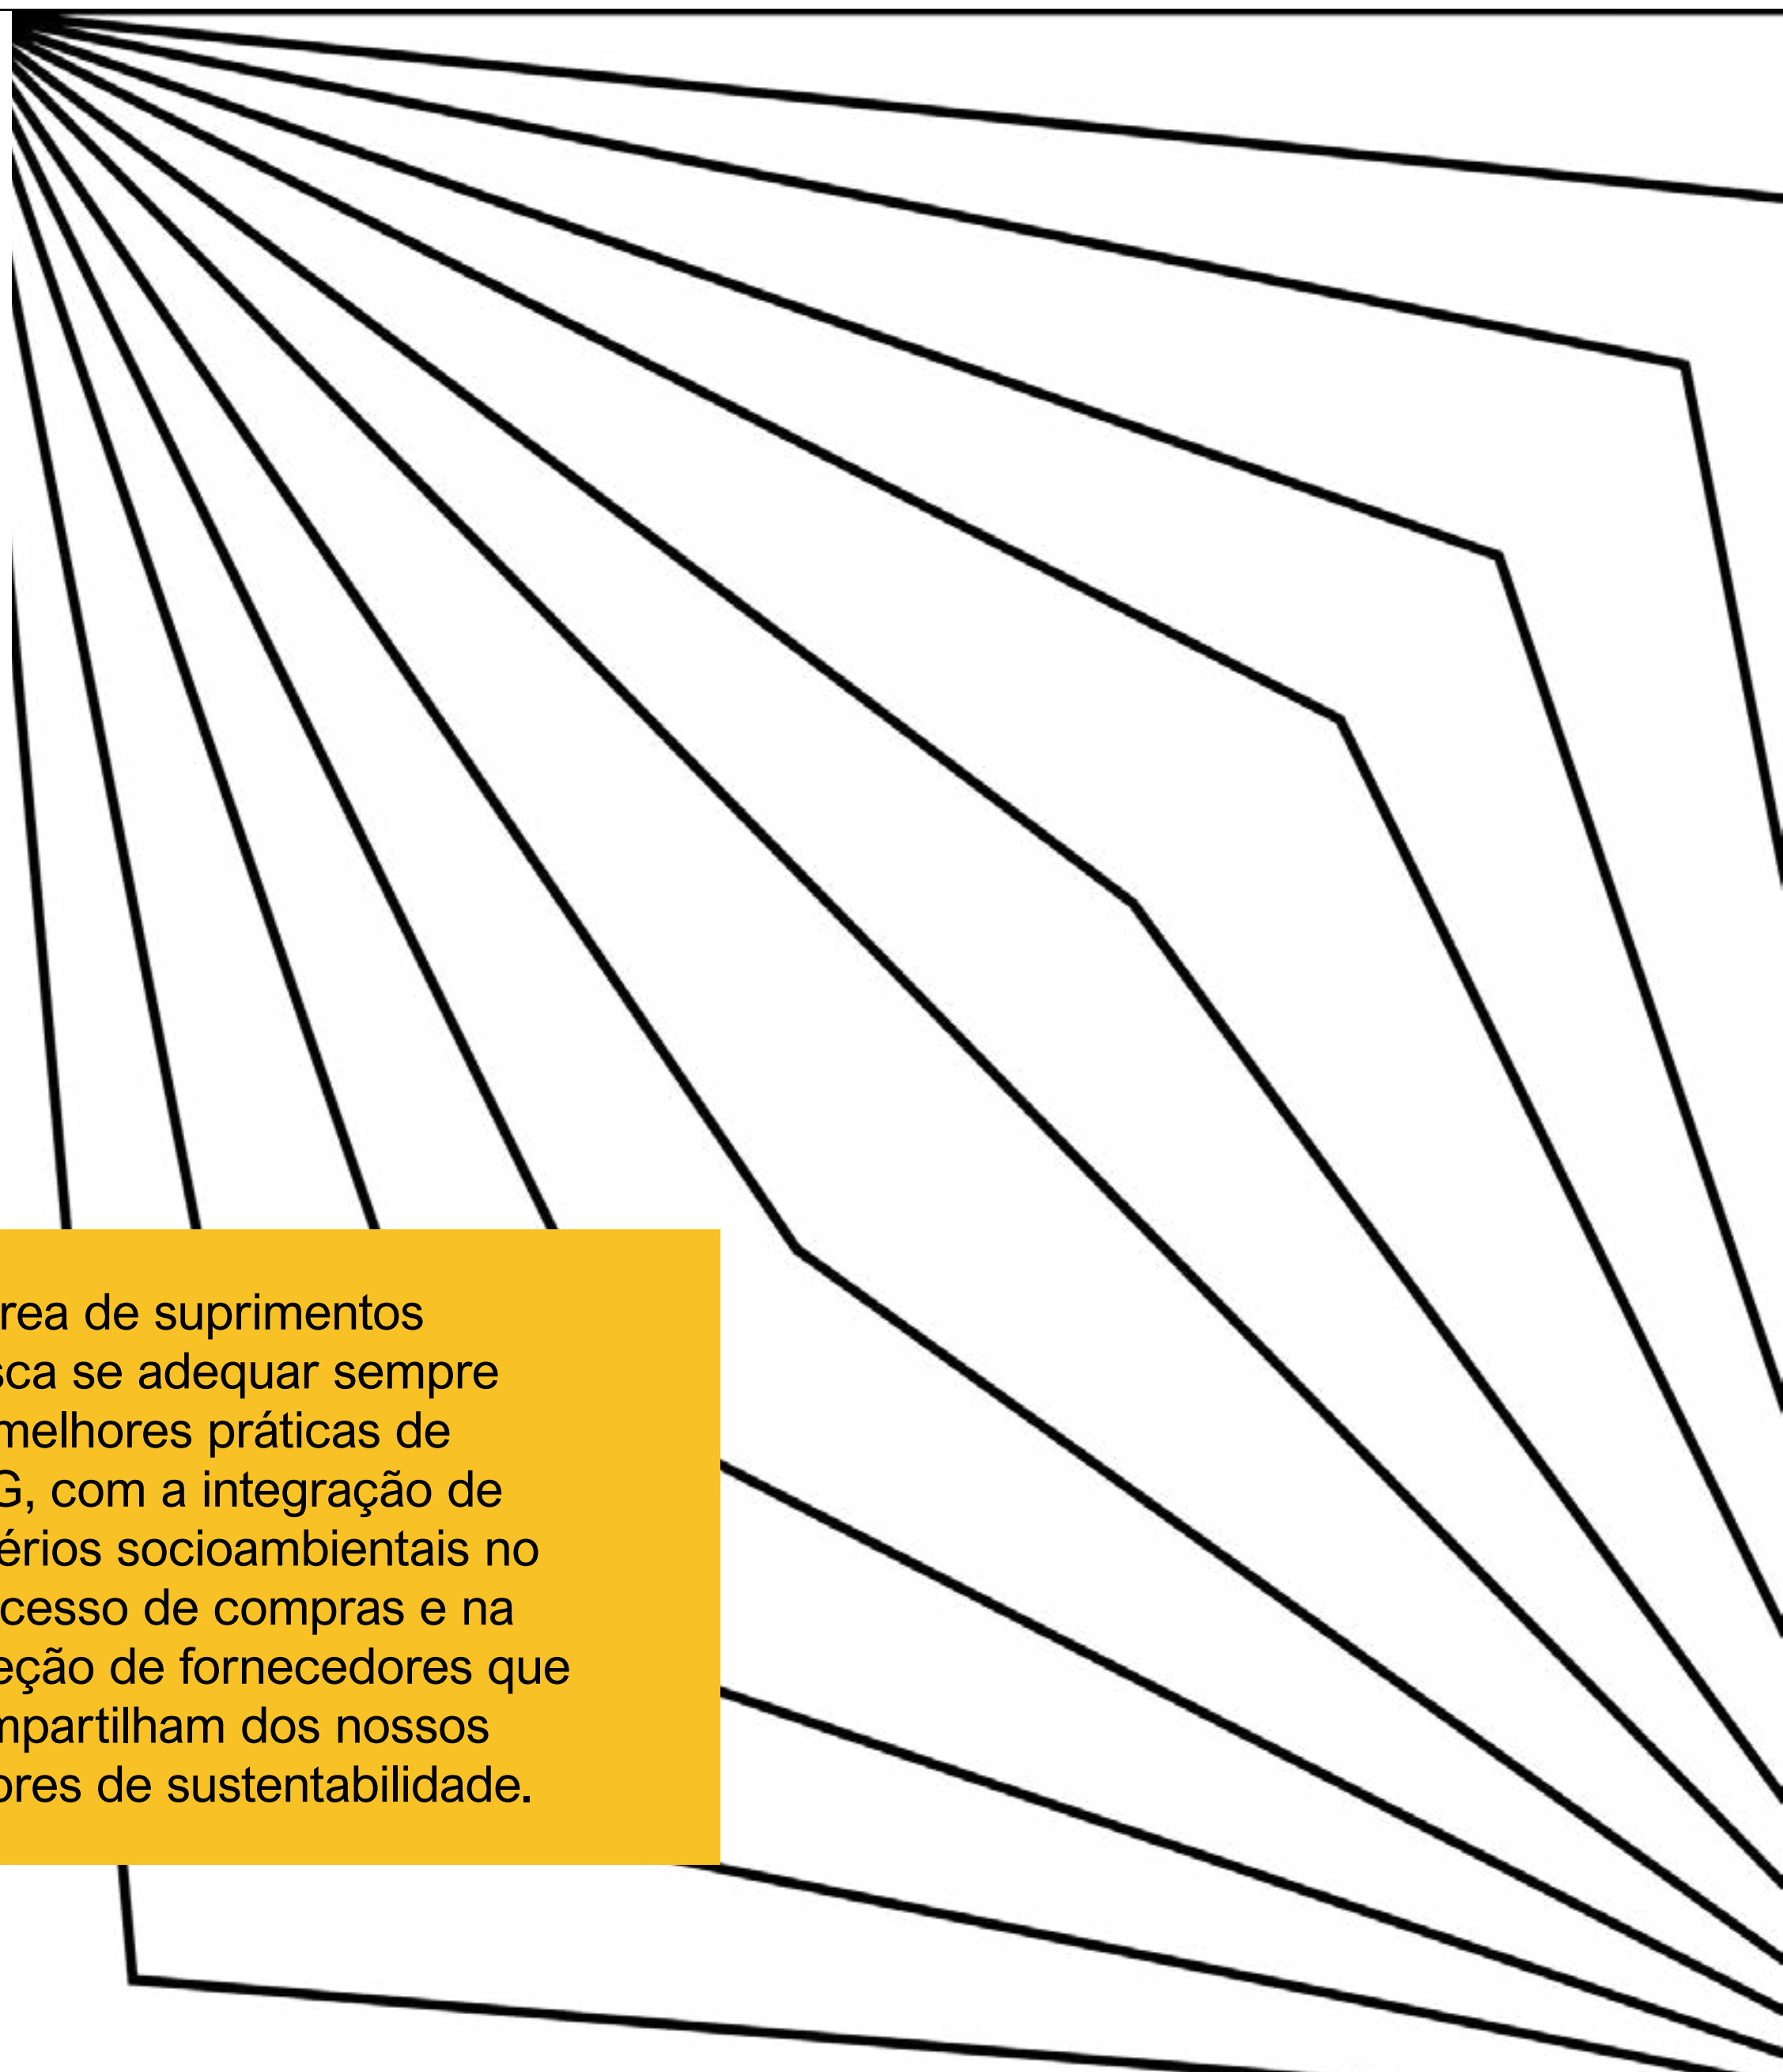 rea de suprimentos
sca se adequar sempre
melhores práticas de
G, com a integração de
érios socioambientais no
cesso de compras e na
eção de fornecedores que
mpartilham dos nossos
ores de sustentabilidade.